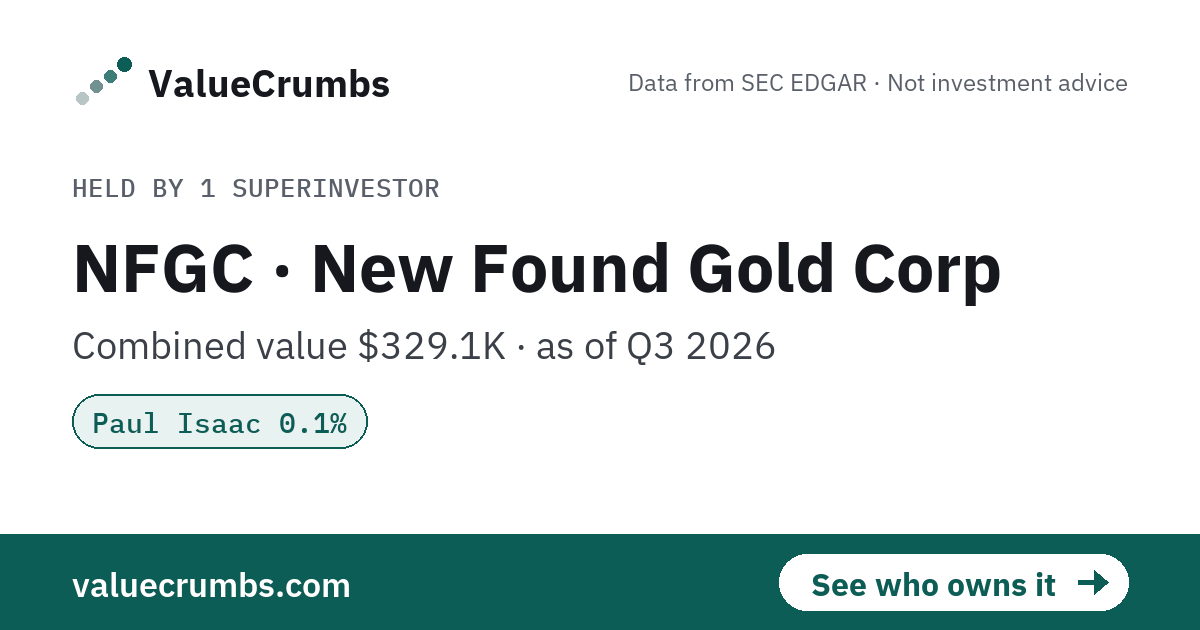 ValueCrumbs
Data from SEC EDGAR · Not investment advice
HELD BY 1 SUPERINVESTOR
NFGC · New Found Gold Corp
Combined value $329.1K · as of Q3 2026
Paul Isaac 0.1%
valuecrumbs.com
See who owns it →